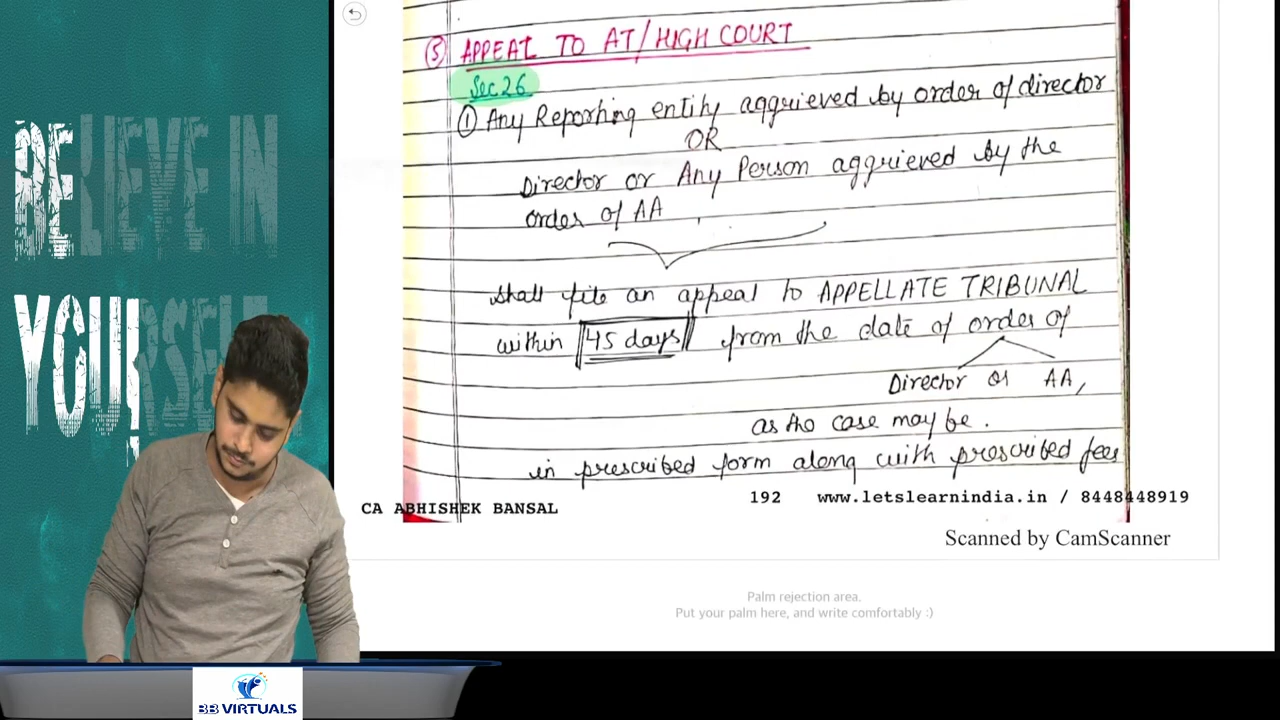 BELIEVE IN
YOURSELF
⑤ APPEAL TO AT/HIGH COURT
Sec 26
① Any Reporting entity aggrieved by order of director
OR
Director or Any Person aggrieved by the
order of AA
shall file an appeal to APPELLATE TRIBUNAL
within 45 days from the date of order of
Director or AA,
as the case may be.
in prescribed form along with prescribed fees
CA ABHISHEK BANSAL 192 www.letslearnindia.in / 8448448919
Scanned by CamScanner
Palm rejection area.
Put your palm here, and write comfortably :)
BB VIRTUALS